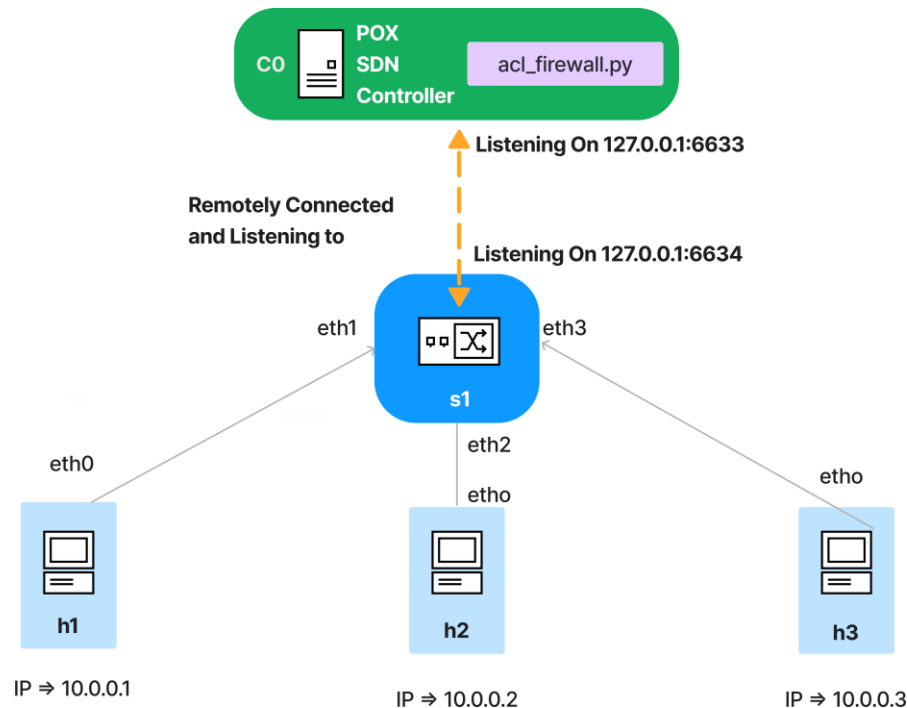 C0
POX
SDN
Controller
acl_firewall.py
Listening On 127.0.0.1:6633
Remotely Connected
and Listening to
Listening On 127.0.0.1:6634
eth1
eth3
s1
eth2
eth0
etho
etho
h1
h2
h3
IP ⇒ 10.0.0.1
IP ⇒ 10.0.0.2
IP ⇒ 10.0.0.3